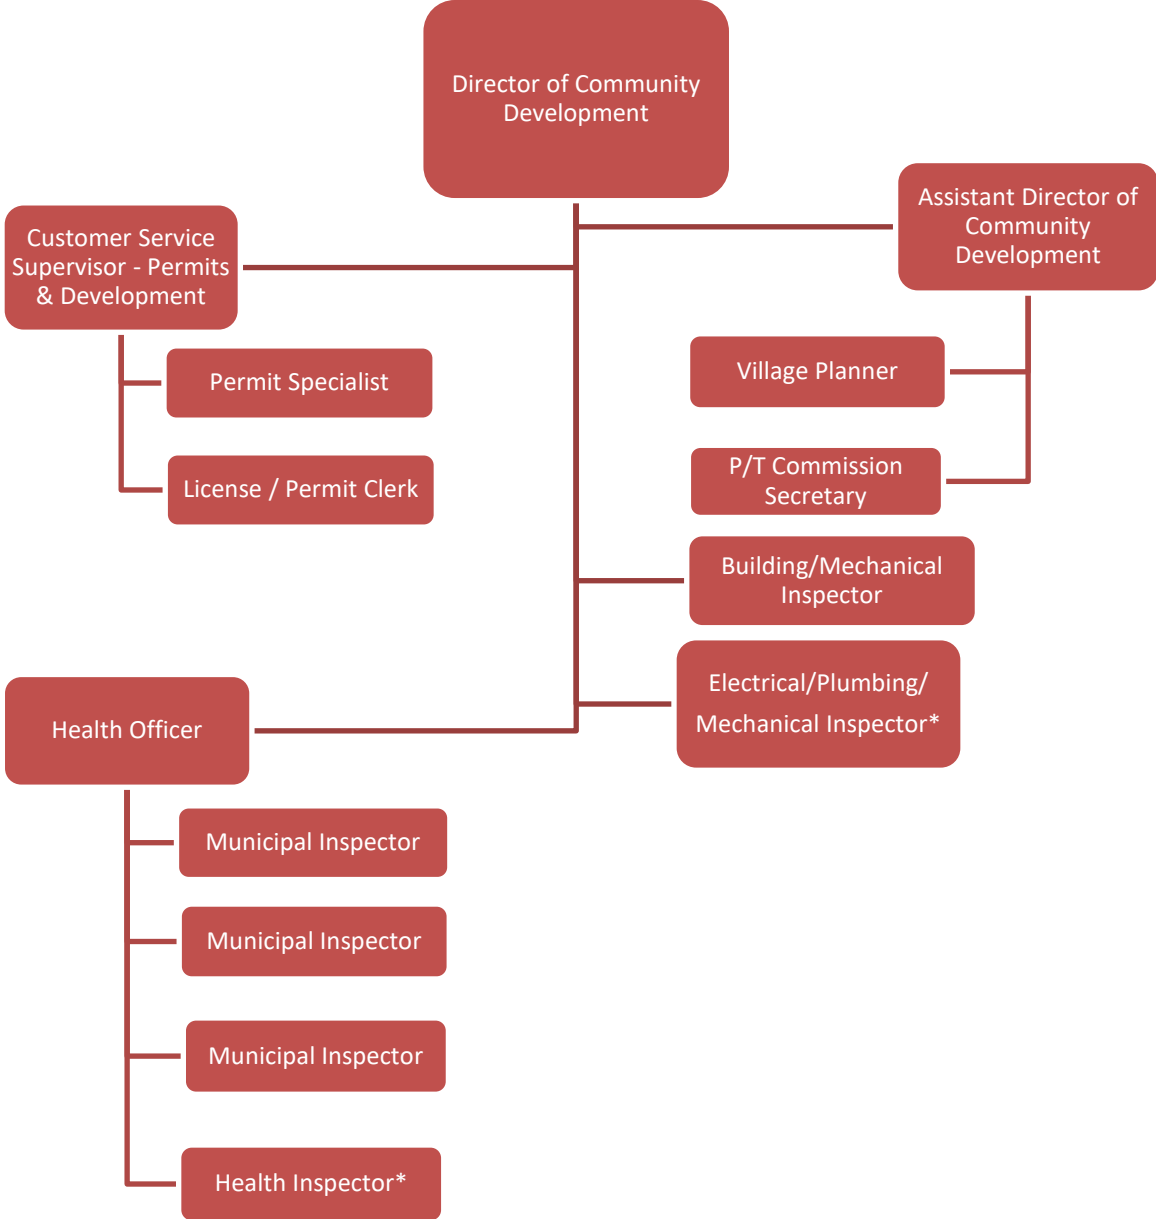 Director of Community
Development
Assistant Director of
Community
Development
Customer Service
Supervisor - Permits
& Development
Village Planner
Permit Specialist
P/T Commission
Secretary
License / Permit Clerk
Building/Mechanical
Inspector
Electrical/Plumbing/
Mechanical Inspector*
Health Officer
Municipal Inspector
Municipal Inspector
Municipal Inspector
Health Inspector*